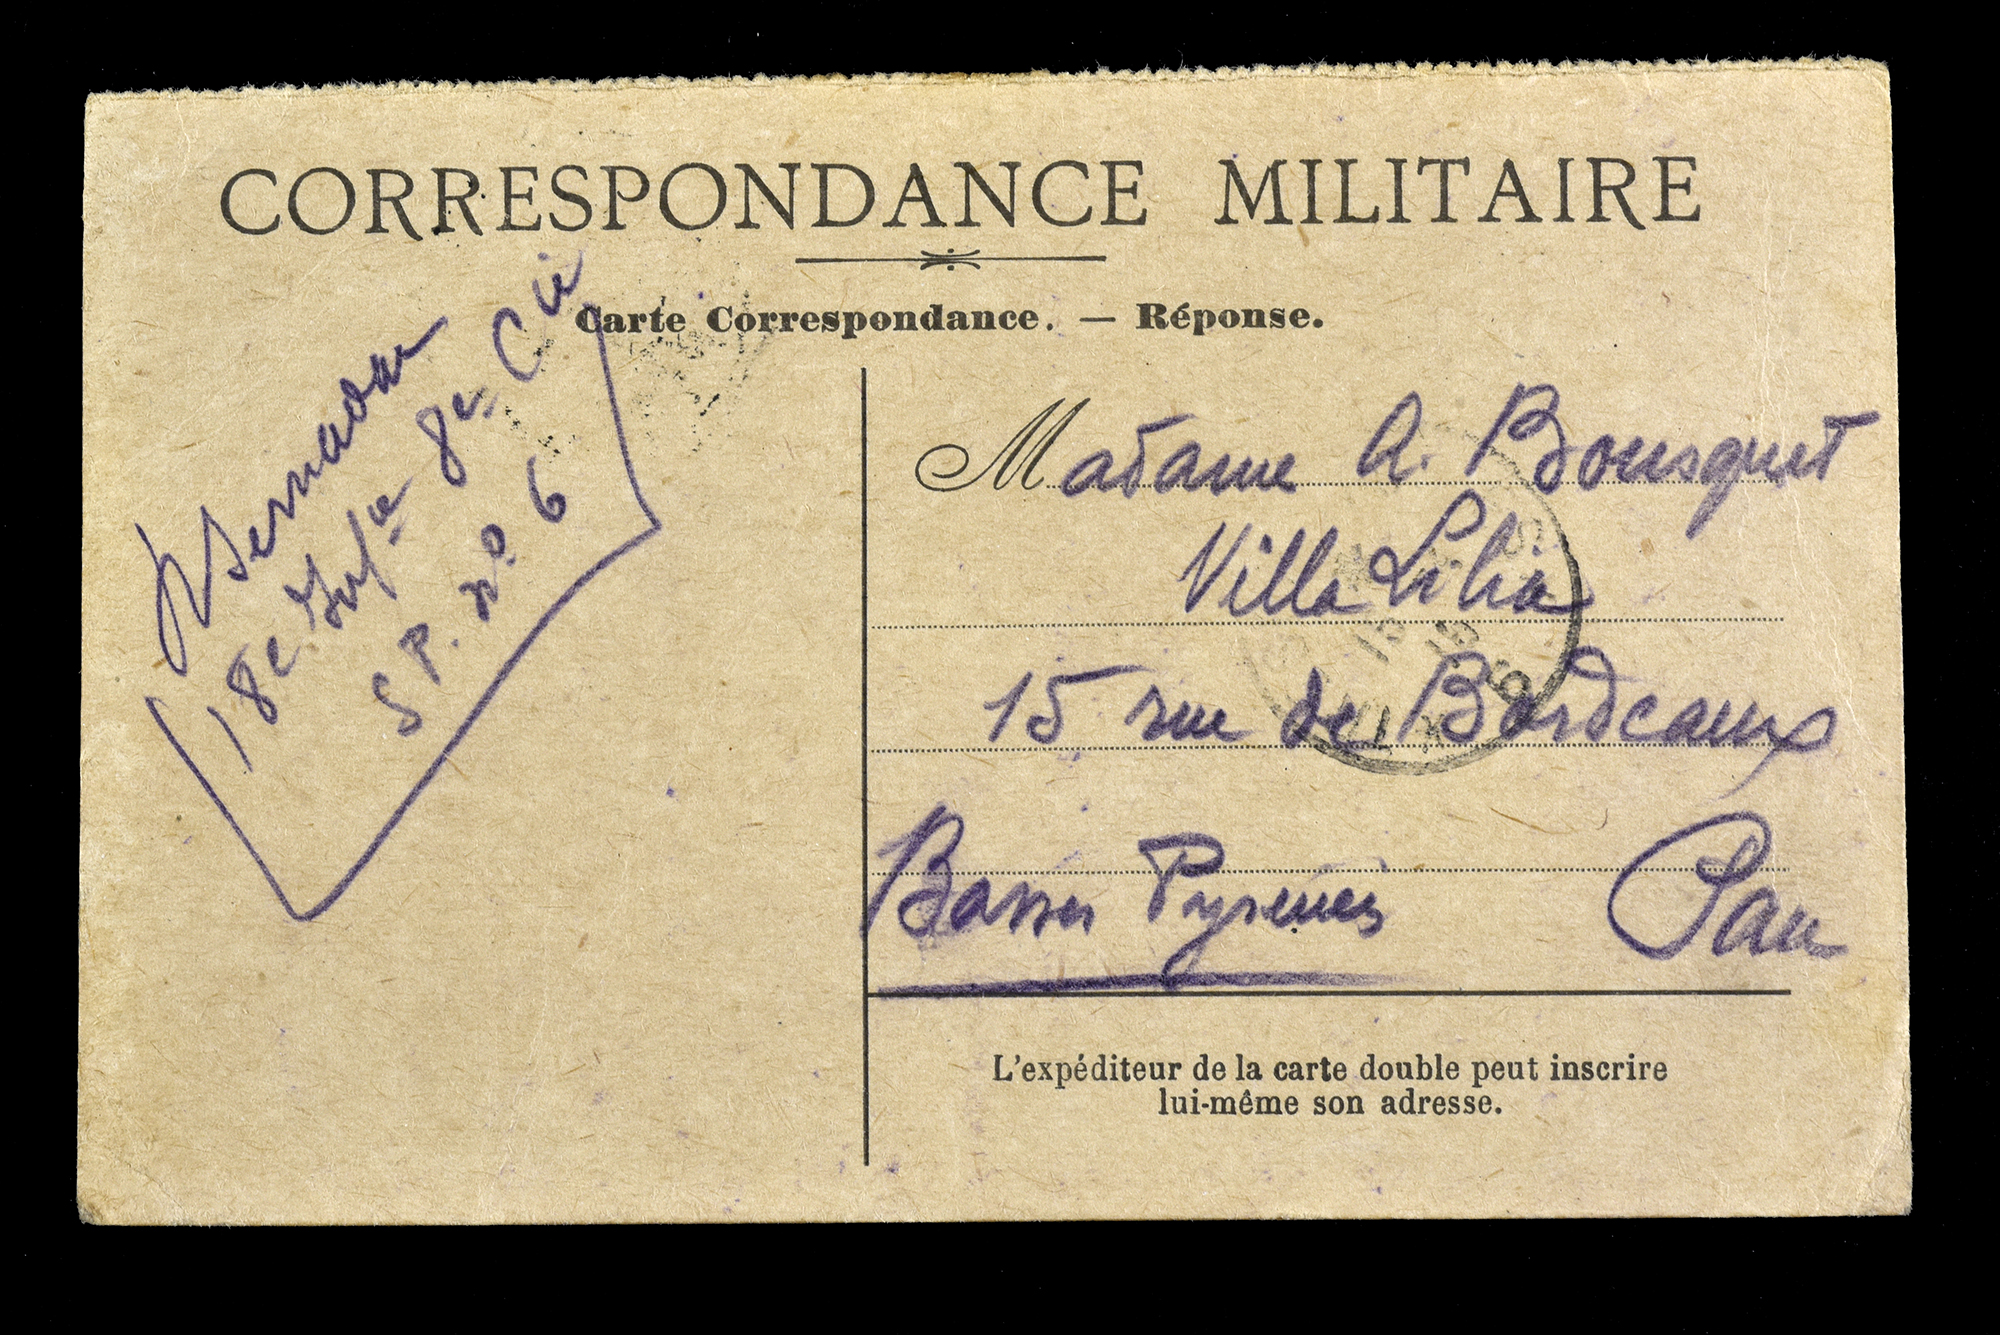 CORRESPONDANCE MILITAIRE
Carte Correspondance. — Réponse.
18e Infie 8e Cie
S P. no 6
Madame A. Bousquet
Villa Lilia
15 rue de Bordeaux
Basses Pyrénées Pau
L'expéditeur de la carte double peut inscrire
lui-même son adresse.